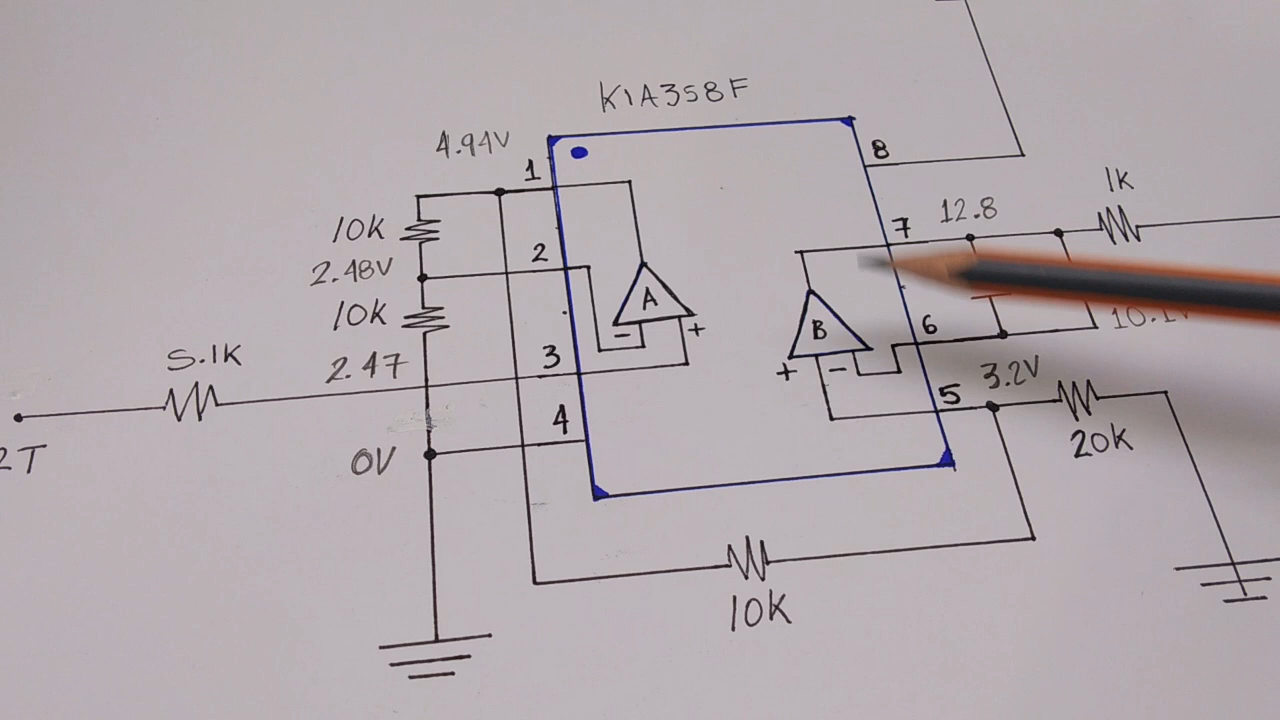 KIA358F
4.94V
1
8
1K
10K
7
12.8
2.48V
2
10K
A
- +
B
+ -
6
S.1K
2.47
3
3.2V
5
4
0V
20K
10K